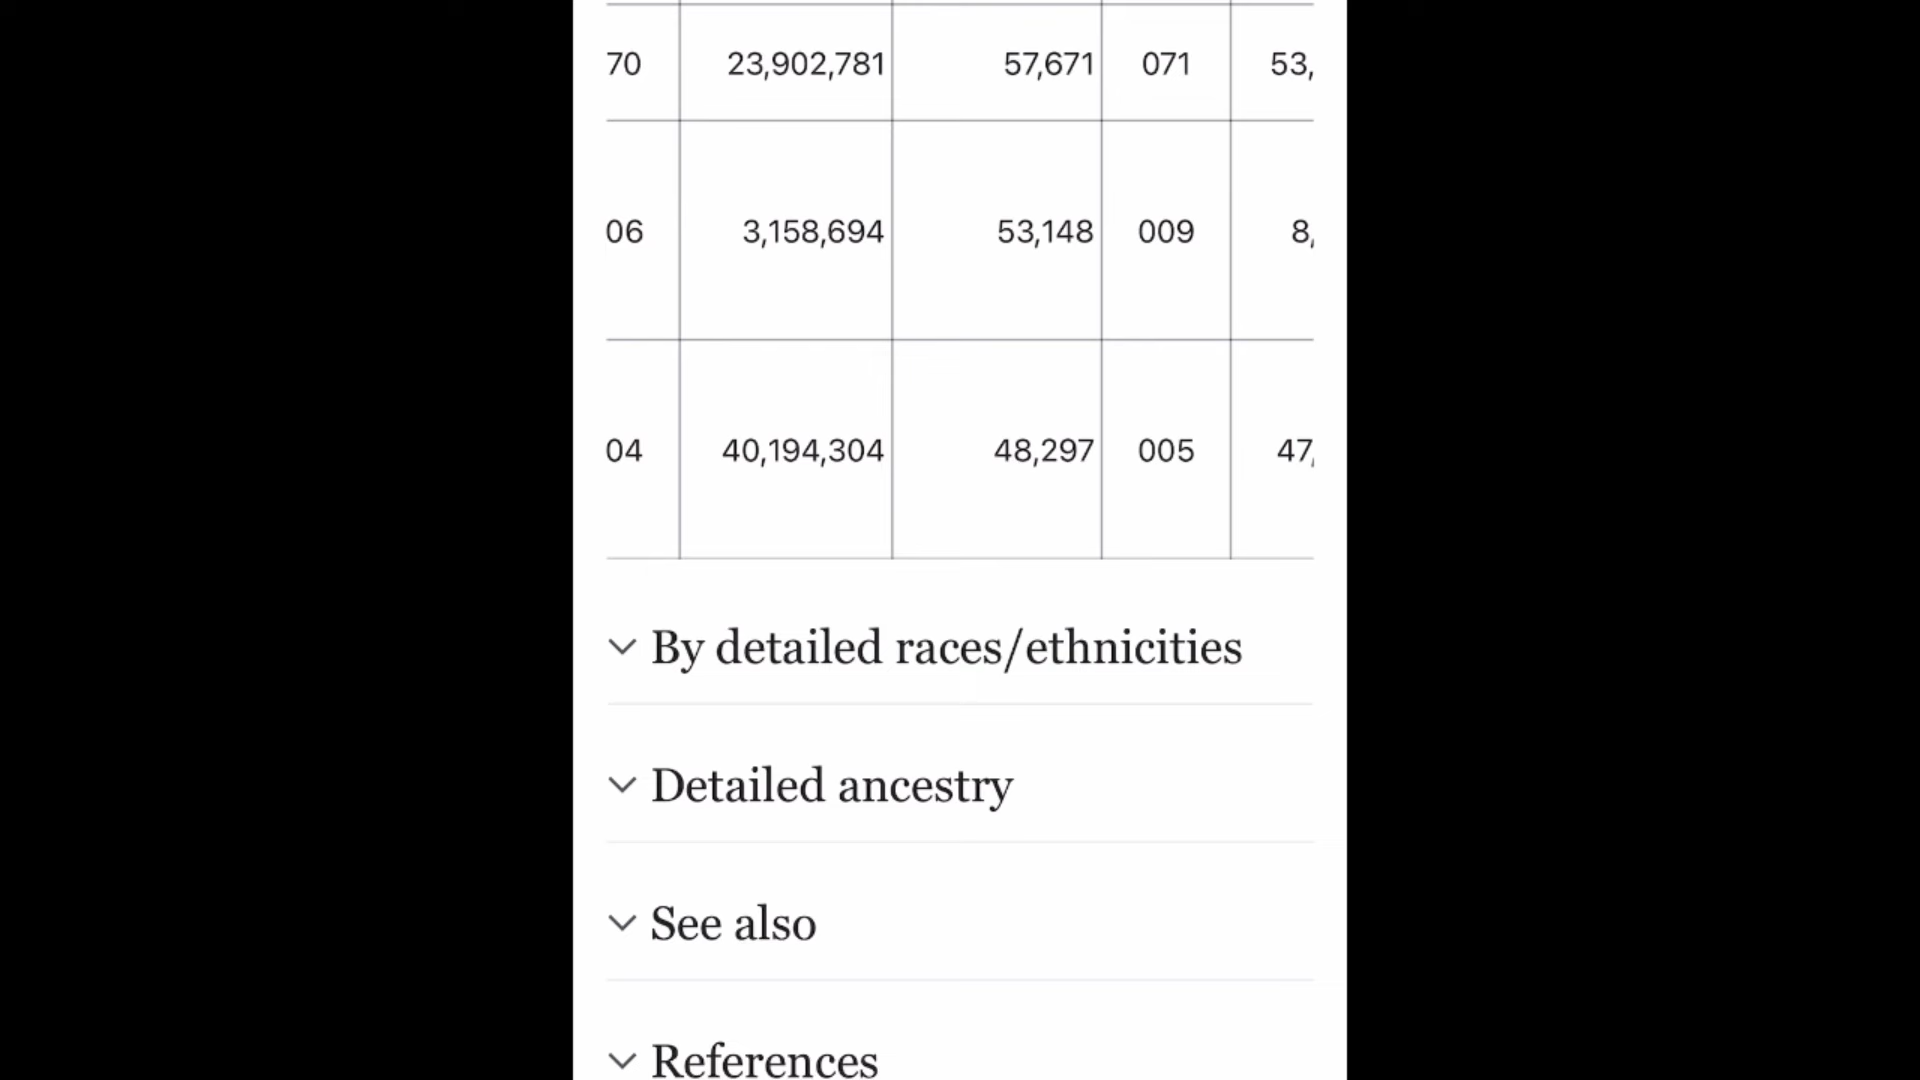 70 23,902,781 57,671 071 53,
06 3,158,694 53,148 009 8,
04 40,194,304 48,297 005 47,
By detailed races/ethnicities
Detailed ancestry
See also
References